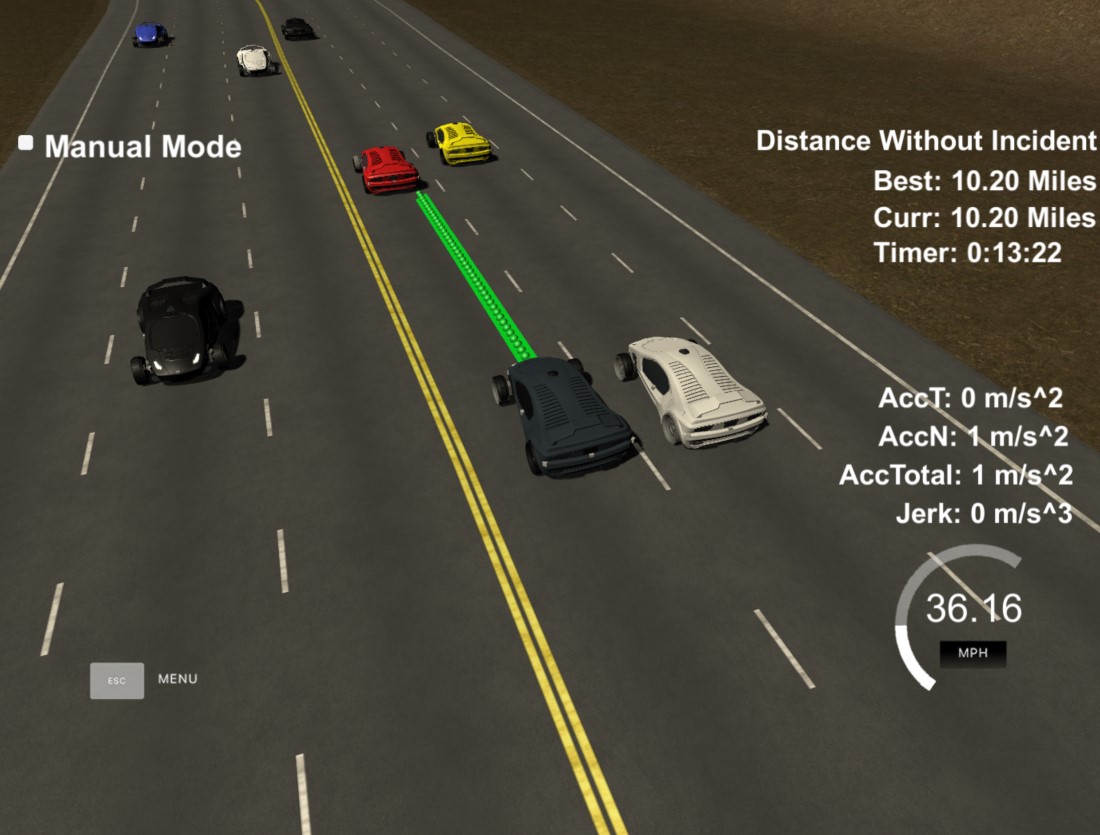 Manual Mode
Distance Without Incident
Best: 10.20 Miles
Curr: 10.20 Miles
Timer: 0:13:22
AccT: 0 m/s^2
AccN: 1 m/s^2
AccTotal: 1 m/s^2
Jerk: 0 m/s^3
36.16
MPH
ESC MENU